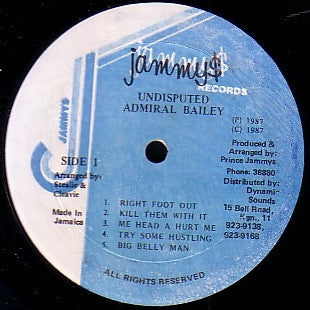 jammy$
jammy$
RECORDS
UNDISPUTED
ADMIRAL BAILEY
JAMMYS
(P) 1987
(C) 1987
Produced &
Arranged by:
Prince Jammys
Phone: 38880
Distributed by:
Dynamic
Sounds
15 Bell Road,
Kgn., 11
923-9138,
923-9168
SIDE 1
Arranged by:
Steelie &
Cleavie
Made In
Jamaica
1 RIGHT FOOT OUT
2 KILL THEM WITH IT
3 ME HEAD A HURT ME
4 TRY SOME HUSTLING
5 BIG BELLY MAN
ALL RIGHTS RESERVED